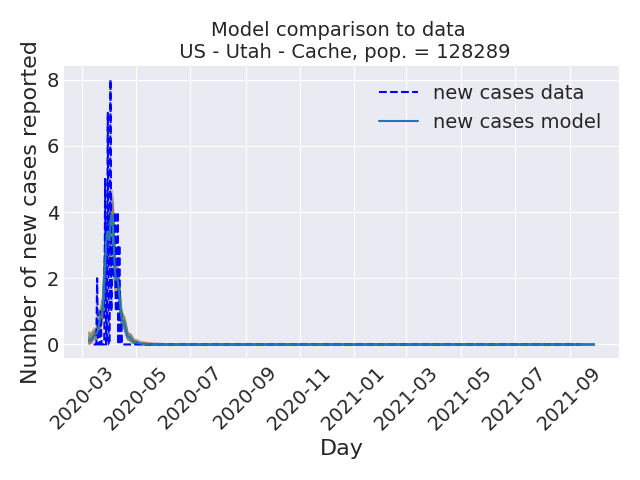 Model comparison to data
US - Utah - Cache, pop. = 128289
Number of new cases reported
8
6
4
2
0
new cases data
new cases model
2020-03
2020-05
2020-07
2020-09
2020-11
2021-01
2021-03
2021-05
2021-07
2021-09
Day